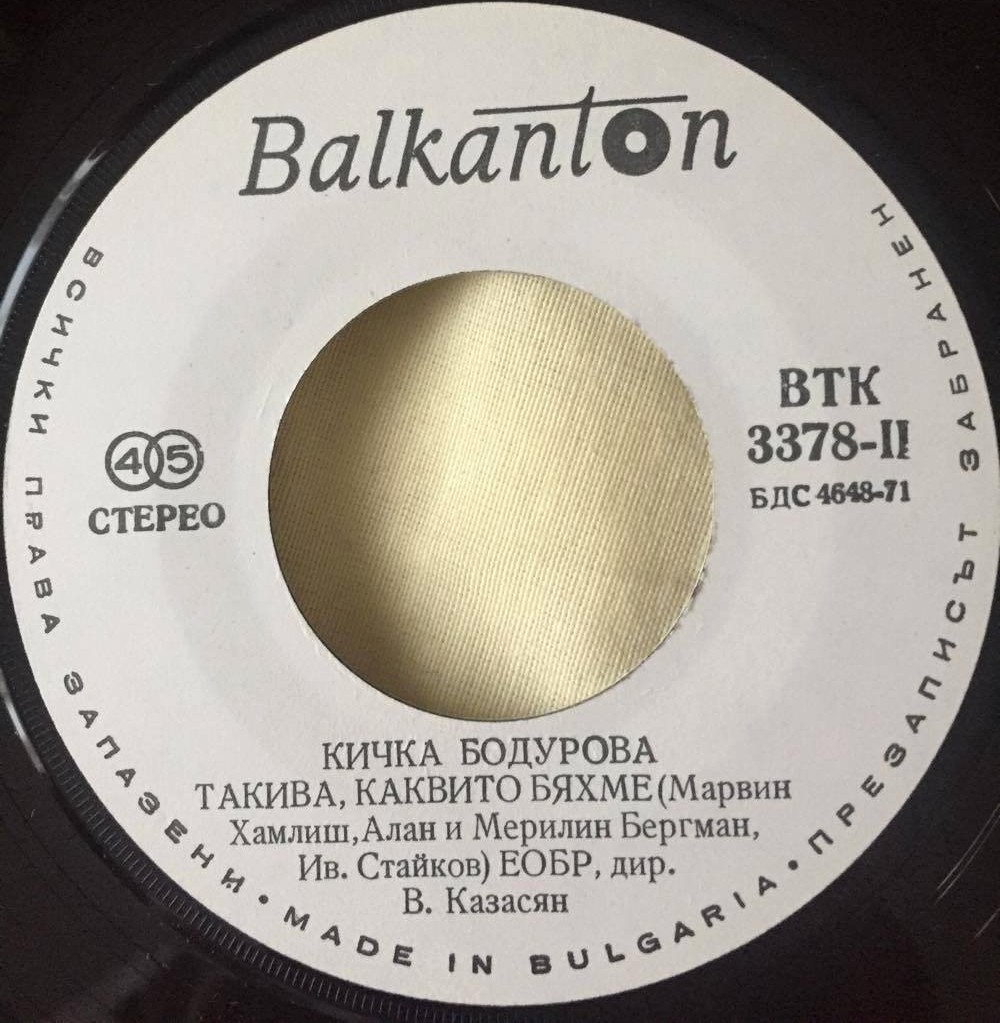 Balkanton
45
СТЕРЕО
ВТК
3378-II
БДС 4648-71
КИЧКА БОДУРОВА
ТАКИВА, КАКВИТО БЯХМЕ (Марвин
Хамлиш, Алан и Мерилин Бергман,
Ив. Стайков) ЕОБР, дир.
В. Казасян
ВСИЧКИ ПРАВА ЗАПАЗЕНИ • MADE IN BULGARIA • ПРЕЗАПИСЪТ ЗАБРАНЕН